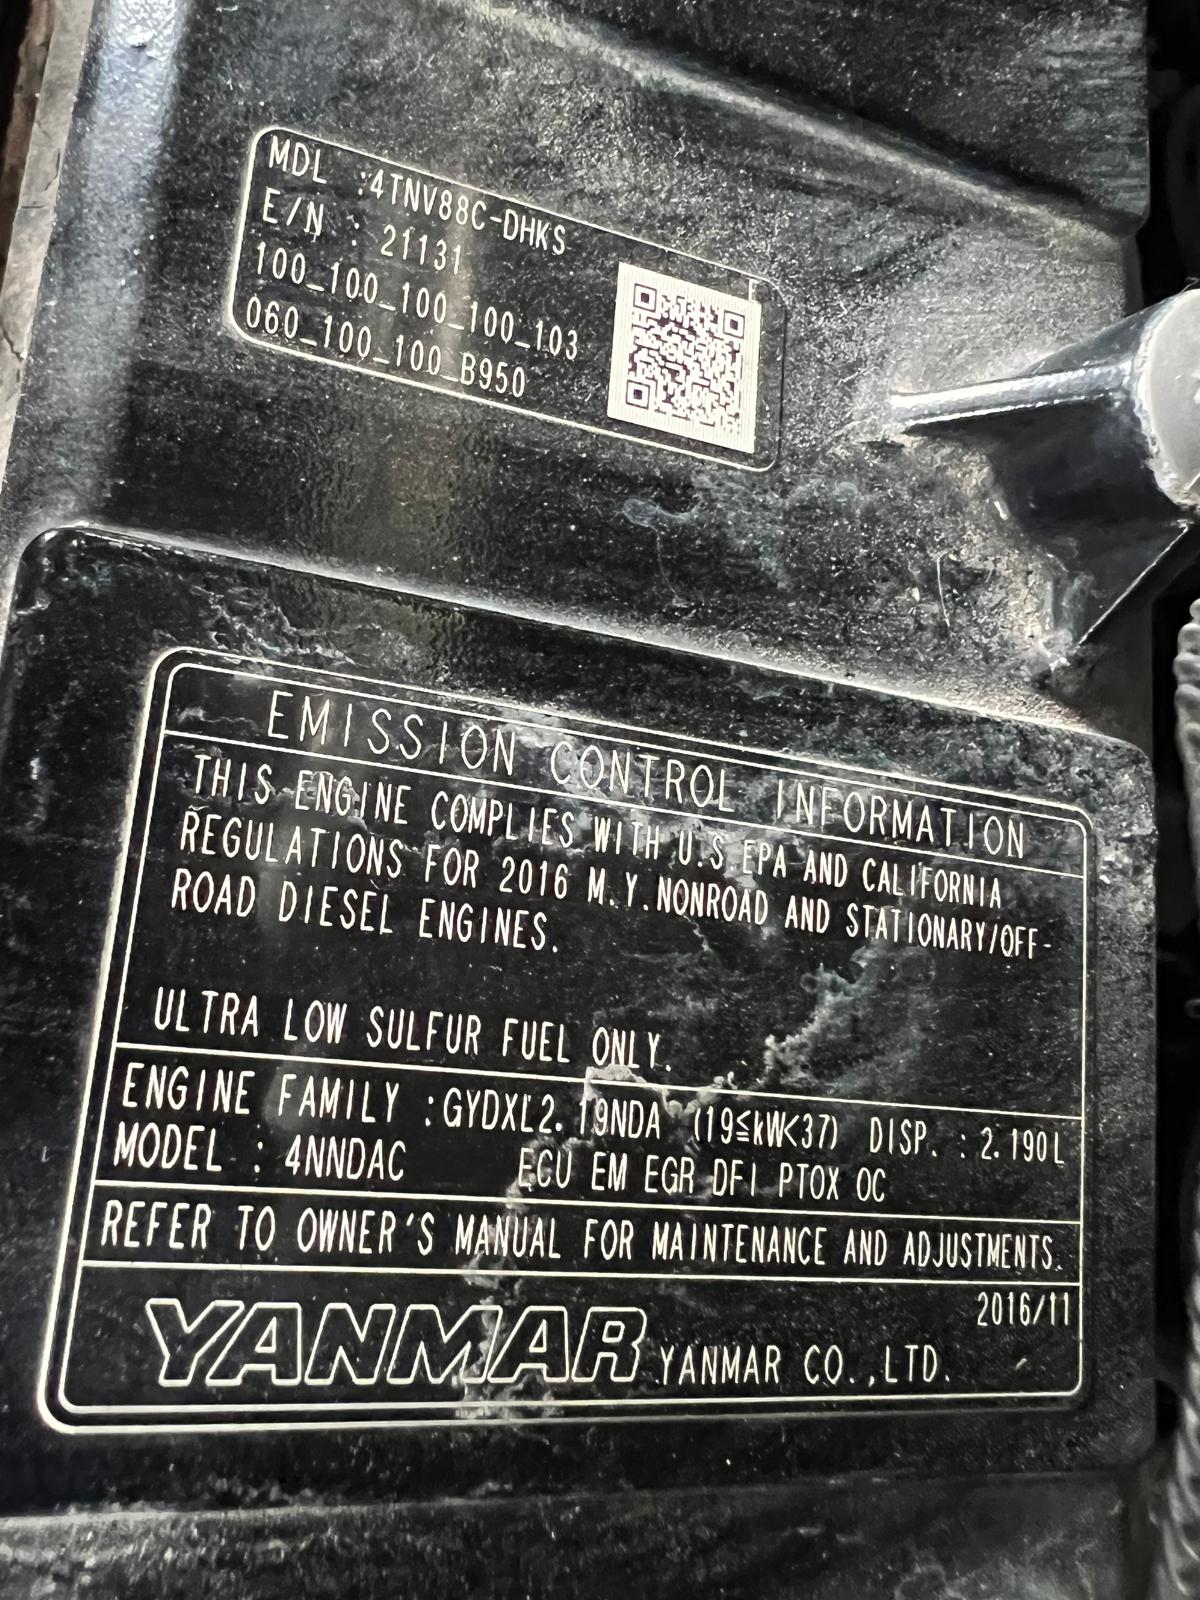 MDL :4TNV88C-DHKS
E/N : 21131
100_100_100_100_103
060_100_100_B950
EMISSION CONTROL INFORMATION
THIS ENGINE COMPLIES WITH U.S.EPA AND CALIFORNIA
REGULATIONS FOR 2016 M.Y.NONROAD AND STATIONARY/OFF-
ROAD DIESEL ENGINES.
ULTRA LOW SULFUR FUEL ONLY.
ENGINE FAMILY :GYDXL2.19NDA (19≦kW<37) DISP. : 2.190L
MODEL : 4NNDAC ECU EM EGR DFI PTOX OC
REFER TO OWNER'S MANUAL FOR MAINTENANCE AND ADJUSTMENTS.
2016/11
YANMAR YANMAR CO.,LTD.